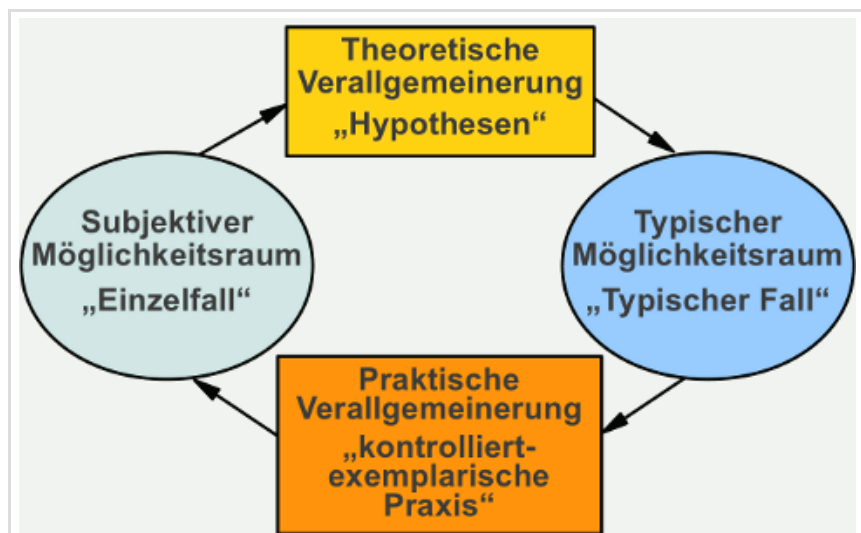 Theoretische
Verallgemeinerung
„Hypothesen“
Subjektiver
Möglichkeitsraum
„Einzelfall“
Typischer
Möglichkeitsraum
„Typischer Fall“
Praktische
Verallgemeinerung
„kontrolliert-
exemplarische
Praxis“